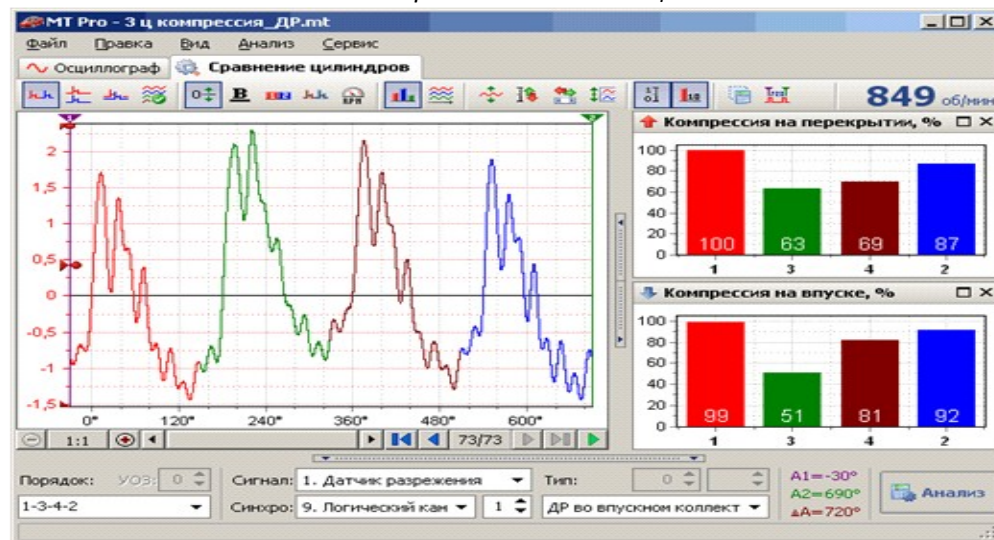 MT Pro - 3 ц компрессия_ДР.mt
Файл Правка Вид Анализ Сервис
Осциллограф Сравнение цилиндров
849 об/мин
1 2
2
1,5
1
0,5
0
-0,5
-1
-1,5
0° 120° 240° 360° 480° 600°
1:1 73/73
Компрессия на перекрытии, %
100
80
60
40
20
0
100 63 69 87
1 3 4 2
Компрессия на впуске, %
100
80
60
40
20
0
99 51 81 92
1 3 4 2
Порядок: УОЗ: 0 Сигнал: 1. Датчик разрежения Тип: 0 A1=-30°
1-3-4-2 Синхро: 9. Логический кан 1 ДР во впускном коллект A2=690°
▲A=720°
Анализ